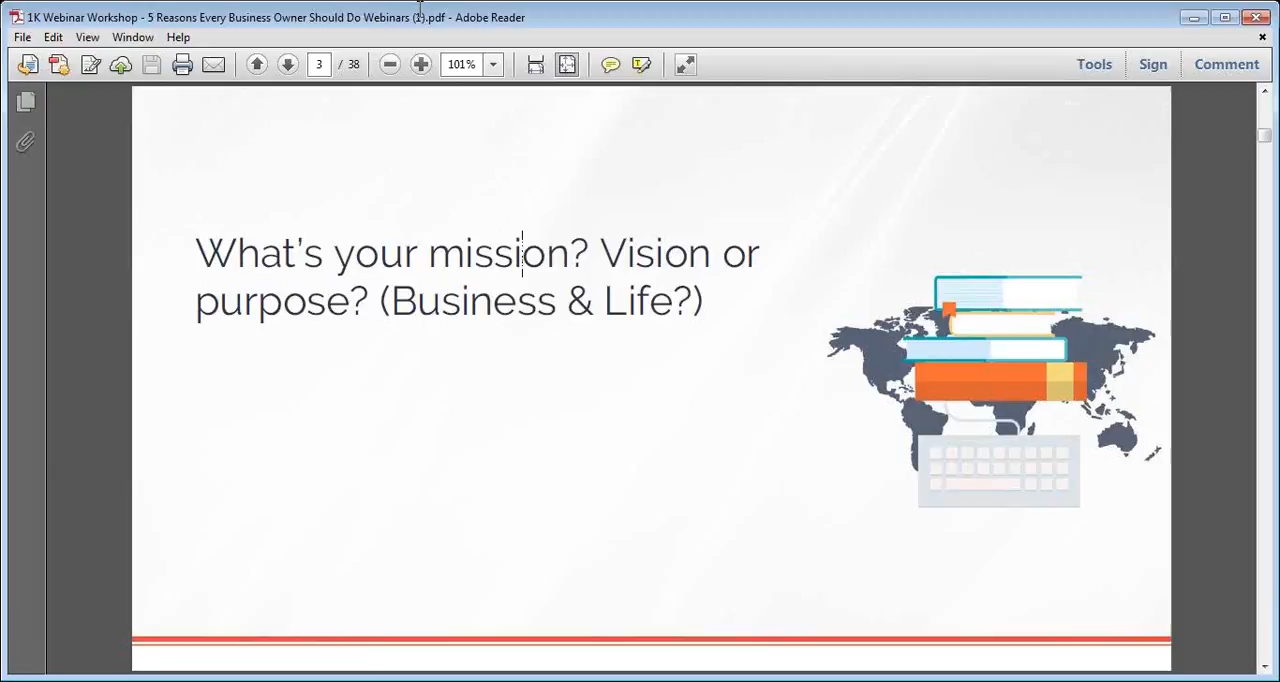 1K Webinar Workshop - 5 Reasons Every Business Owner Should Do Webinars (1).pdf - Adobe Reader
File Edit View Window Help
3 / 38 101% Tools Sign Comment
What's your mission? Vision or
purpose? (Business & Life?)